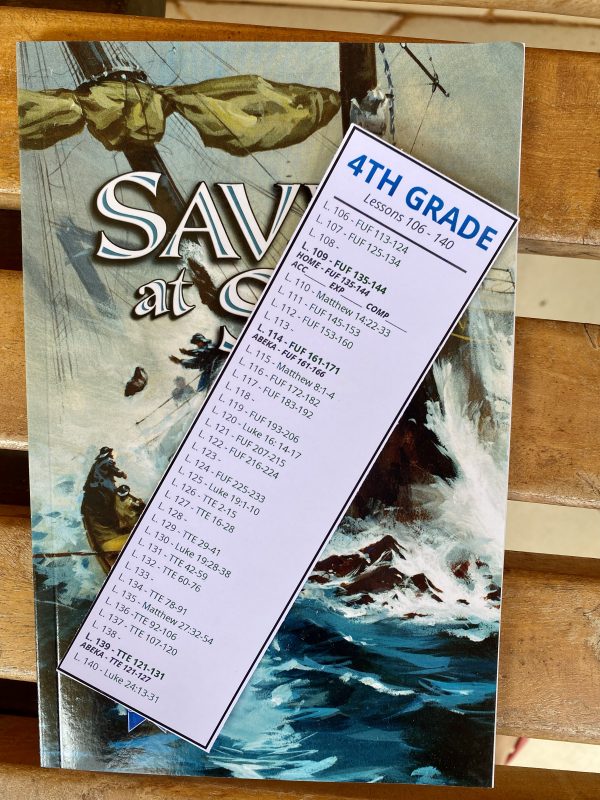 SAV
at S
4TH GRADE
Lessons 106 - 140
L. 106 - FUF 113-124
L. 107 - FUF 125-134
L. 108 -
L. 109 - FUF 135-144
HOME - FUF 135-144
ACC_____ EXP_____ COMP_____
L. 110 - Matthew 14:22-33
L. 111 - FUF 145-153
L. 112 - FUF 153-160
L. 113 -
L. 114 - FUF 161-171
ABEKA - FUF 161-166
L. 115 - Matthew 8:1-4
L. 116 - FUF 172-182
L. 117 - FUF 183-192
L. 118 -
L. 119 - FUF 193-206
L. 120 - Luke 16: 14-17
L. 121 - FUF 207-215
L. 122 - FUF 216-224
L. 123 -
L. 124 - FUF 225-233
L. 125 - Luke 19:1-10
L. 126 - TTE 2-15
L. 127 - TTE 16-28
L. 128 -
L. 129 - TTE 29-41
L. 130 - Luke 19:28-38
L. 131 - TTE 42-59
L. 132 - TTE 60-76
L. 133 -
L. 134 - TTE 78-91
L. 135 - Matthew 27:32-54
L. 136 -TTE 92-106
L. 137 - TTE 107-120
L. 138 -
L. 139 - TTE 121-131
ABEKA - TTE 121-127
L. 140 - Luke 24:13-31